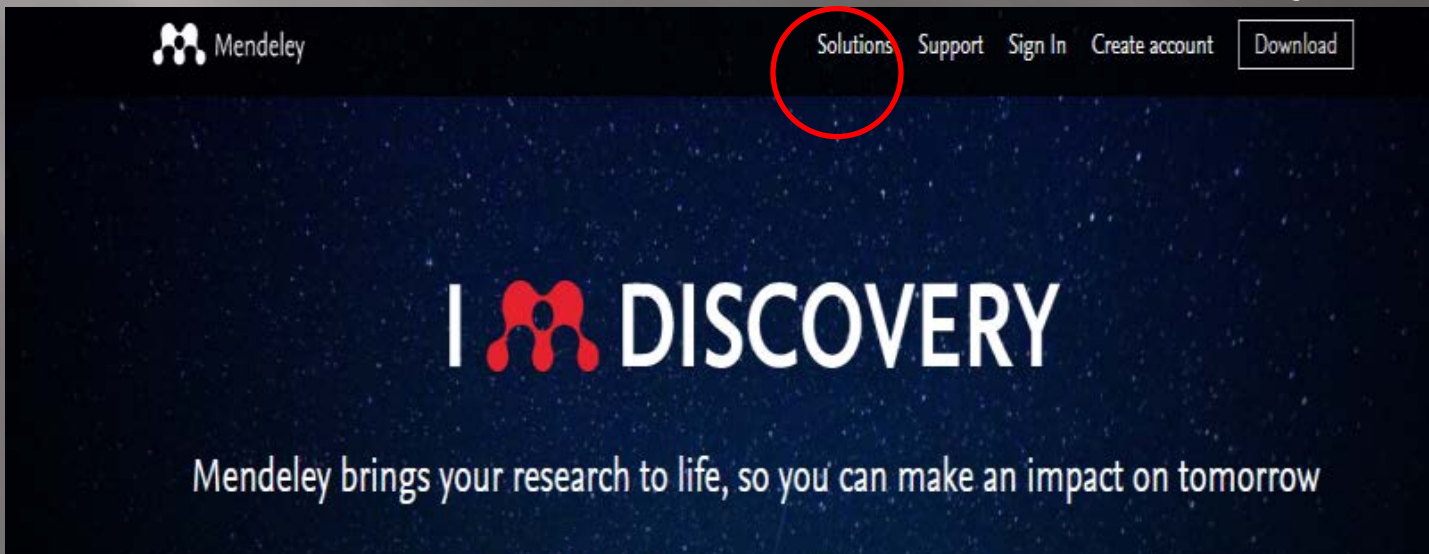 Mendeley Solutions Support Sign In Create account Download
I DISCOVERY
Mendeley brings your research to life, so you can make an impact on tomorrow